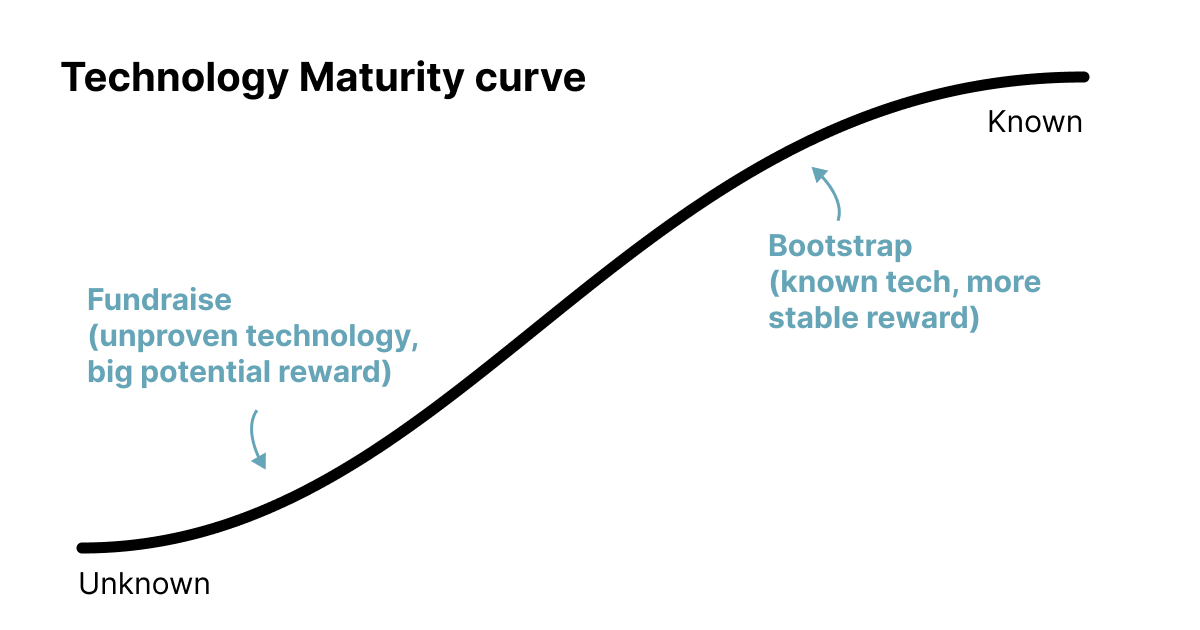 Technology Maturity curve
Known
Bootstrap
(known tech, more
stable reward)
Fundraise
(unproven technology,
big potential reward)
Unknown